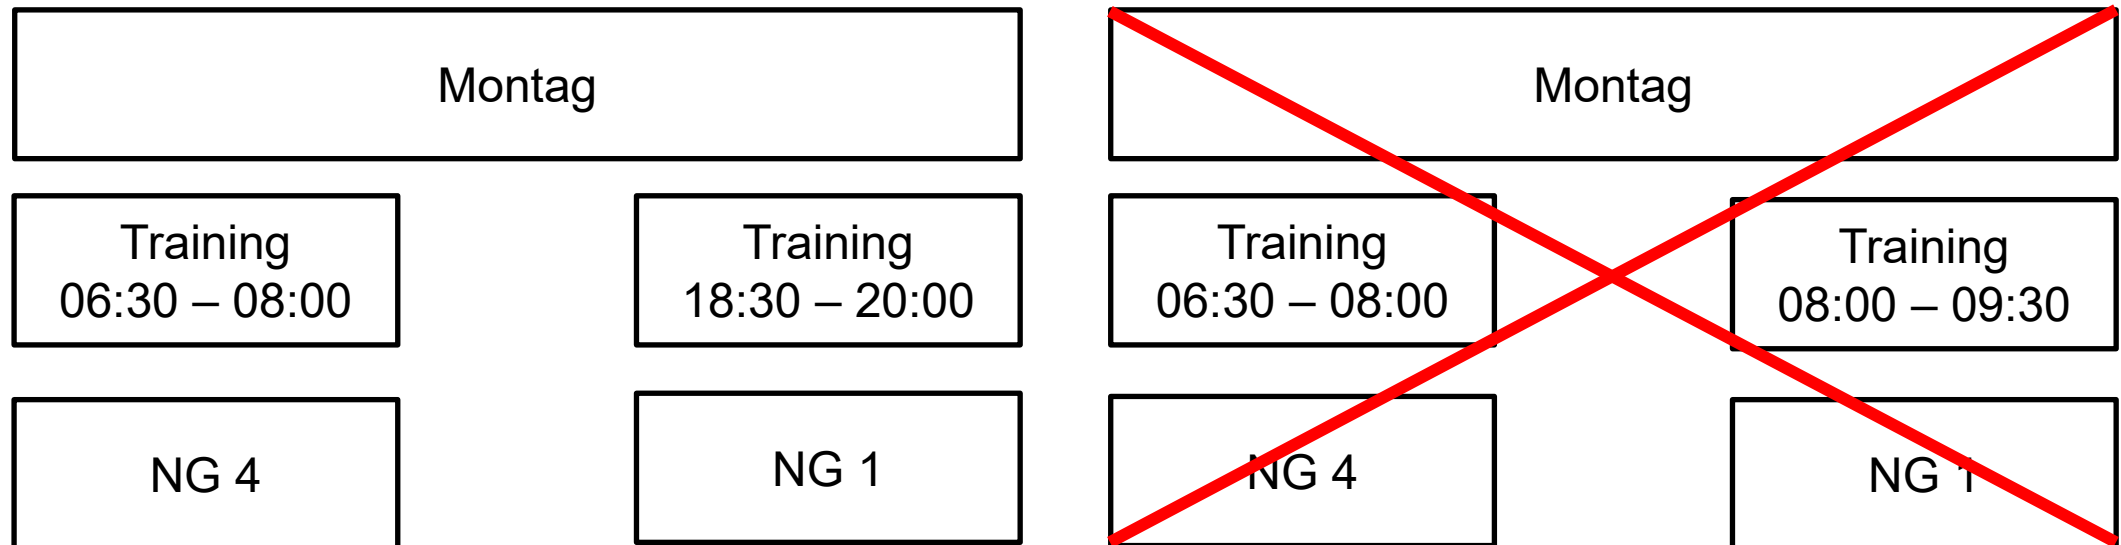 Montag
Montag
Training
06:30 – 08:00
Training
18:30 – 20:00
Training
06:30 – 08:00
Training
08:00 – 09:30
NG 4
NG 1
NG 4
NG 1